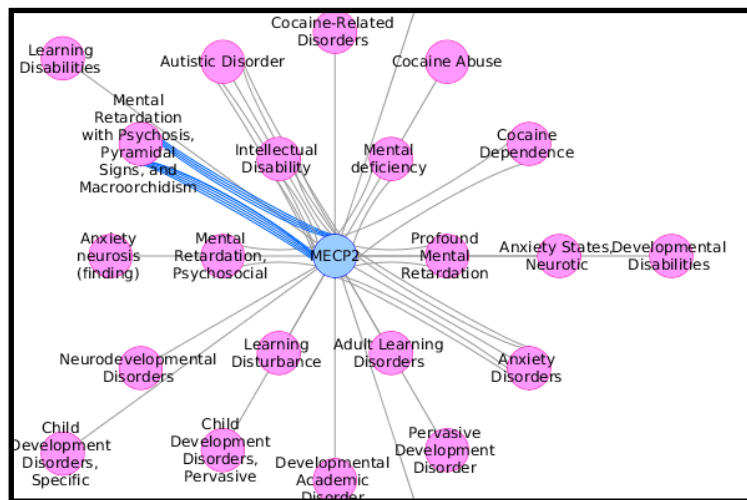 Cocaine-Related
Disorders
Learning
Disabilities
Autistic Disorder
Cocaine Abuse
Mental
Retardation
with Psychosis,
Pyramidal
Signs, and
Macroorchidism
Intellectual
Disability
Mental
deficiency
Cocaine
Dependence
Anxiety
neurosis
(finding)
Mental
Retardation,
Psychosocial
MECP2
Profound
Mental
Retardation
Anxiety States,
Neurotic
Developmental
Disabilities
Neurodevelopmental
Disorders
Learning
Disturbance
Adult Learning
Disorders
Anxiety
Disorders
Child
Development
Disorders,
Specific
Child
Development
Disorders,
Pervasive
Developmental
Academic
Disorder
Pervasive
Development
Disorder